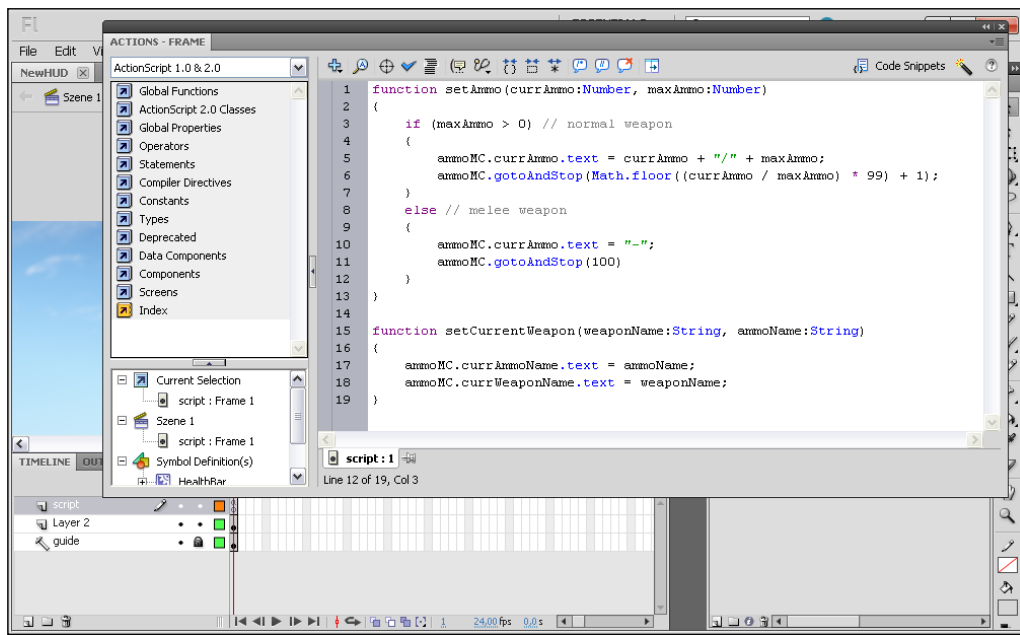 Fl
ACTIONS - FRAME
File Edit Vi
NewHUD
Szene 1
ActionScript 1.0 & 2.0
Code Snippets
Global Functions
ActionScript 2.0 Classes
Global Properties
Operators
Statements
Compiler Directives
Constants
Types
Deprecated
Data Components
Components
Screens
Index
Current Selection
script : Frame 1
Szene 1
script : Frame 1
Symbol Definition(s)
HealthBar
1 function setAmmo(currAmmo:Number, maxAmmo:Number)
2 {
3 if (maxAmmo > 0) // normal weapon
4 {
5 ammoMC.currAmmo.text = currAmmo + "/" + maxAmmo;
6 ammoMC.gotoAndStop(Math.floor((currAmmo / maxAmmo) * 99) + 1);
7 }
8 else // melee weapon
9 {
10 ammoMC.currAmmo.text = "-";
11 ammoMC.gotoAndStop(100)
12 }
13 }
14
15 function setCurrentWeapon(weaponName:String, ammoName:String)
16 {
17 ammoMC.currAmmoName.text = ammoName;
18 ammoMC.currWeaponName.text = weaponName;
19 }
script : 1
Line 12 of 19, Col 3
TIMELINE OUT
script
Layer 2
guide
1 24,00 fps 0,0 s